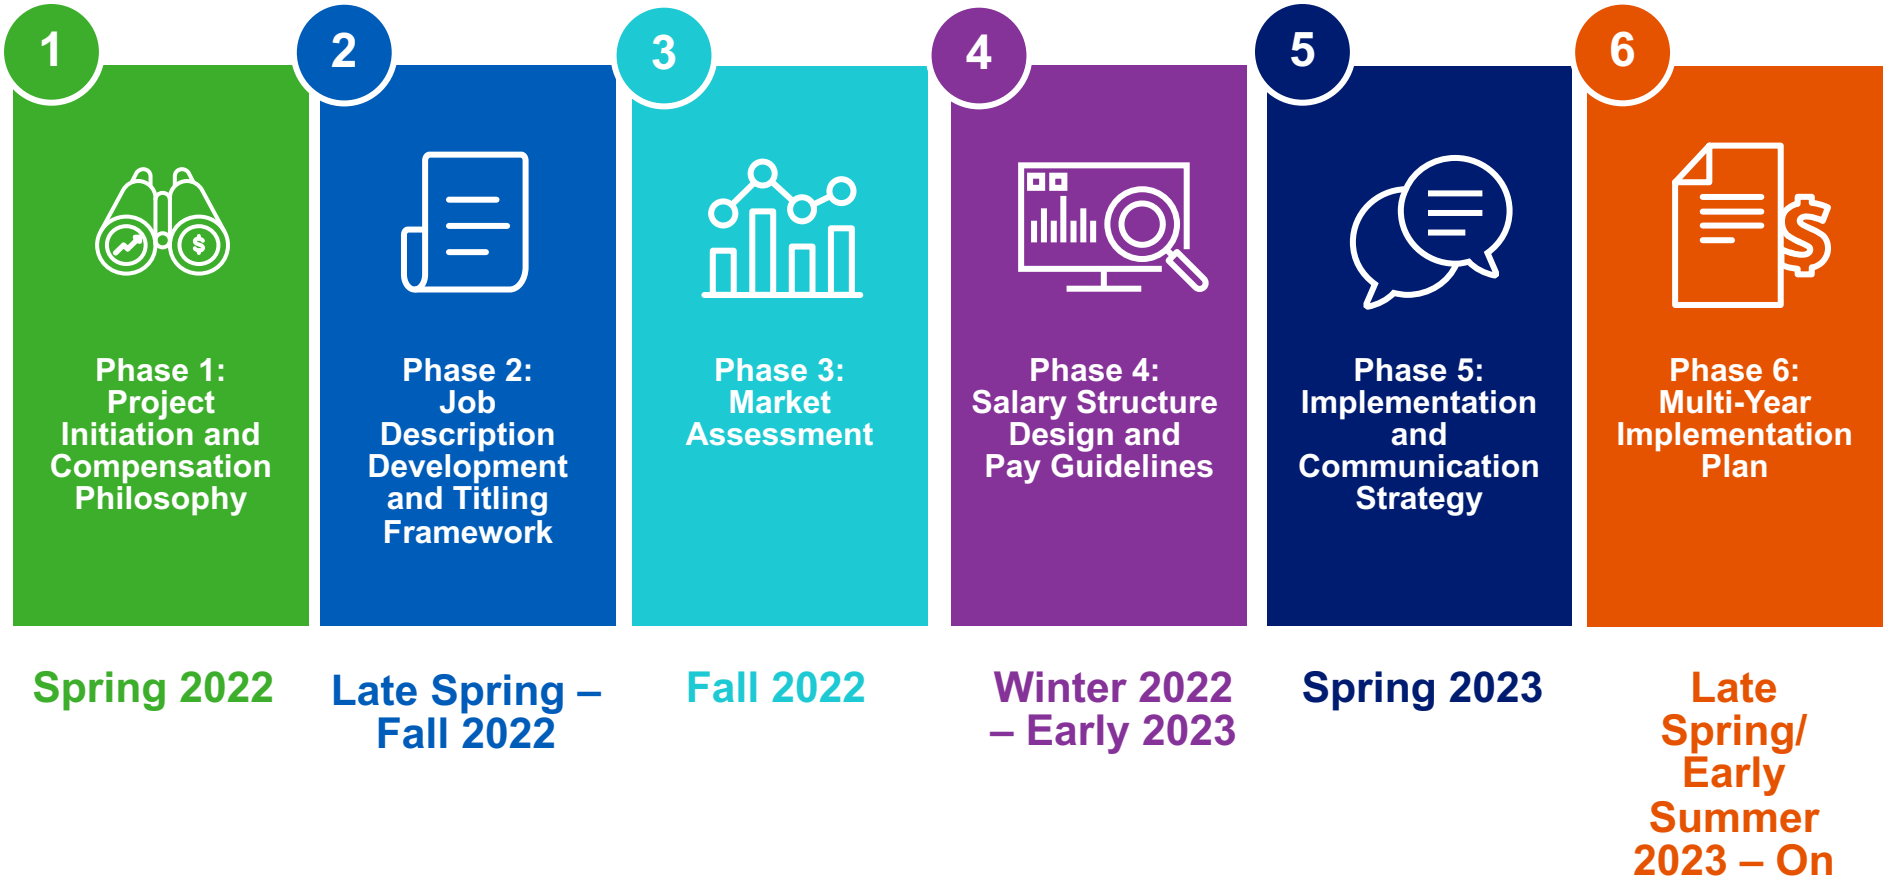 1
Phase 1:
Project
Initiation and
Compensation
Philosophy
Spring 2022
2
Phase 2:
Job
Description
Development
and Titling
Framework
Late Spring –
Fall 2022
3
Phase 3:
Market
Assessment
Fall 2022
4
Phase 4:
Salary Structure
Design and
Pay Guidelines
Winter 2022
– Early 2023
5
Phase 5:
Implementation
and
Communication
Strategy
Spring 2023
6
$
Phase 6:
Multi-Year
Implementation
Plan
Late
Spring/
Early
Summer
2023 – On